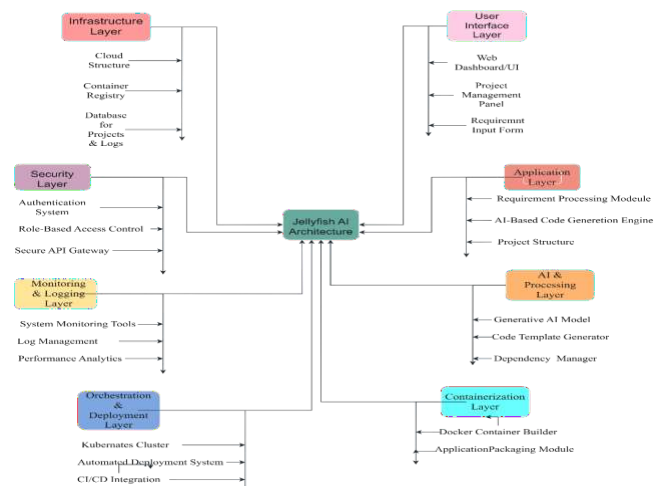 Infrastructure
Layer
Cloud
Structure
Container
Registry
Database
for
Projects
& Logs
User
Interface
Layer
Web
Dashboard/UI
Project
Management
Panel
Requiremnt
Input Form
Security
Layer
Authentication
System
Role-Based Access Control
Secure API Gateway
Jellyfish AI
Architecture
Application
Layer
Requirement Processing Modeule
AI-Based Code Generetion Engine
Project Structure
Monitoring
& Logging
Layer
System Monitoring Tools
Log Management
Performance Analytics
AI &
Processing
Layer
Generative AI Model
Code Template Generator
Dependency Manager
Orchestration
&
Deployment
Layer
Kubernates Cluster
Automated Deployment System
CI/CD Integration
Containerization
Layer
Docker Container Builder
ApplicationPackaging Module